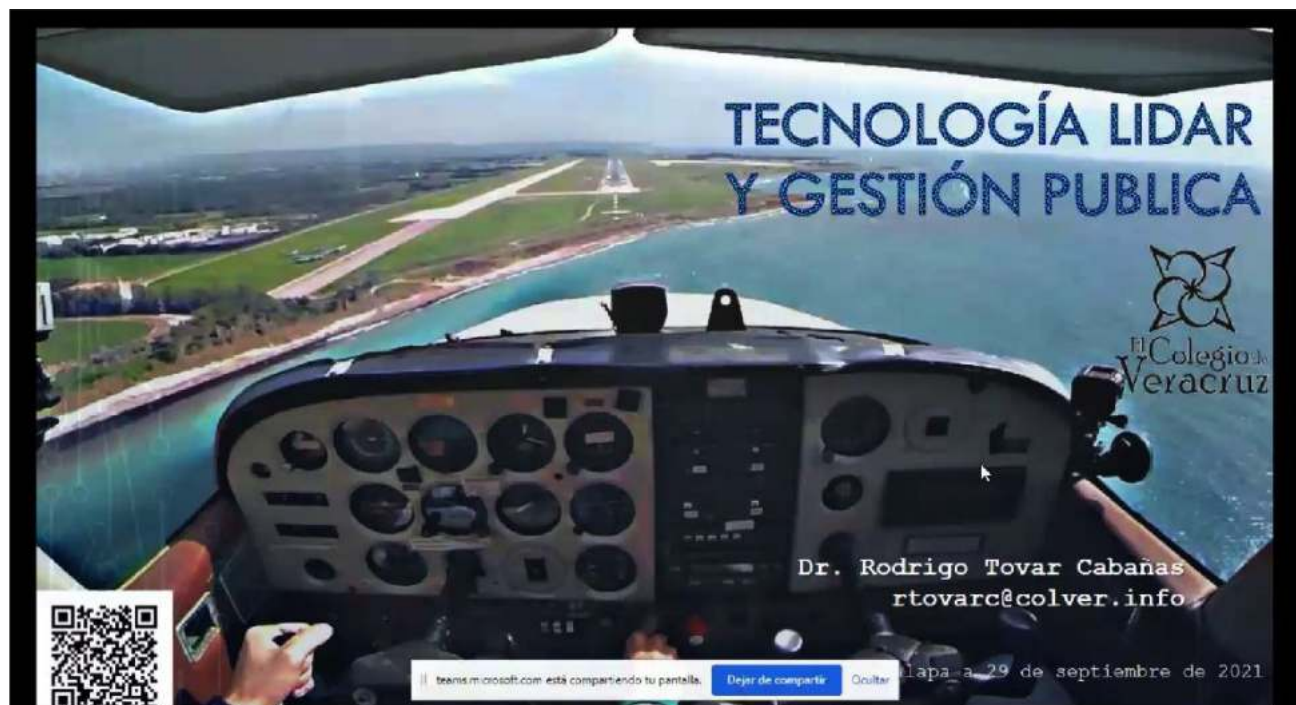 TECNOLOGÍA LIDAR
Y GESTIÓN PUBLICA
El Colegio de
Veracruz
Dr. Rodrigo Tovar Cabañas
rtovarc@colver.info
lapa a 29 de septiembre de 2021
teams.microsoft.com está compartiendo tu pantalla.
Dejar de compartir
Ocultar